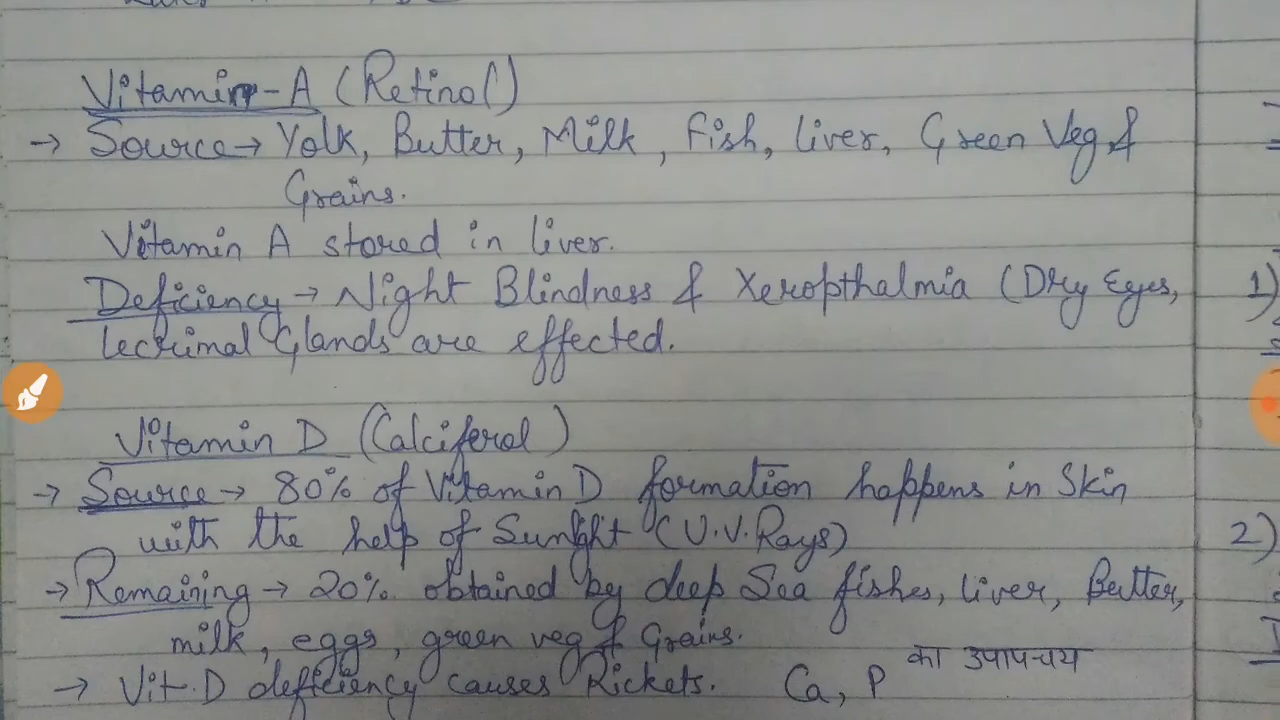 Vitamin-A (Retinol)
→ Source → Yolk, Butter, Milk, Fish, liver, Green Veg &
Grains.
Vitamin A stored in liver.
Deficiency → Night Blindness & Xeropthalmia (Dry Eyes,
lecrimal Glands are effected.
Vitamin D (Calciferol)
→ Source → 80% of Vitamin D formation happens in Skin
with the help of Sunlight (U.V. Rays)
→ Remaining → 20% obtained by deep Sea fishes, liver, Butter,
milk, eggs, green veg & Grains.
→ Vit. D defficiency causes Rickets. Ca, P का उपापचय
1)
2)